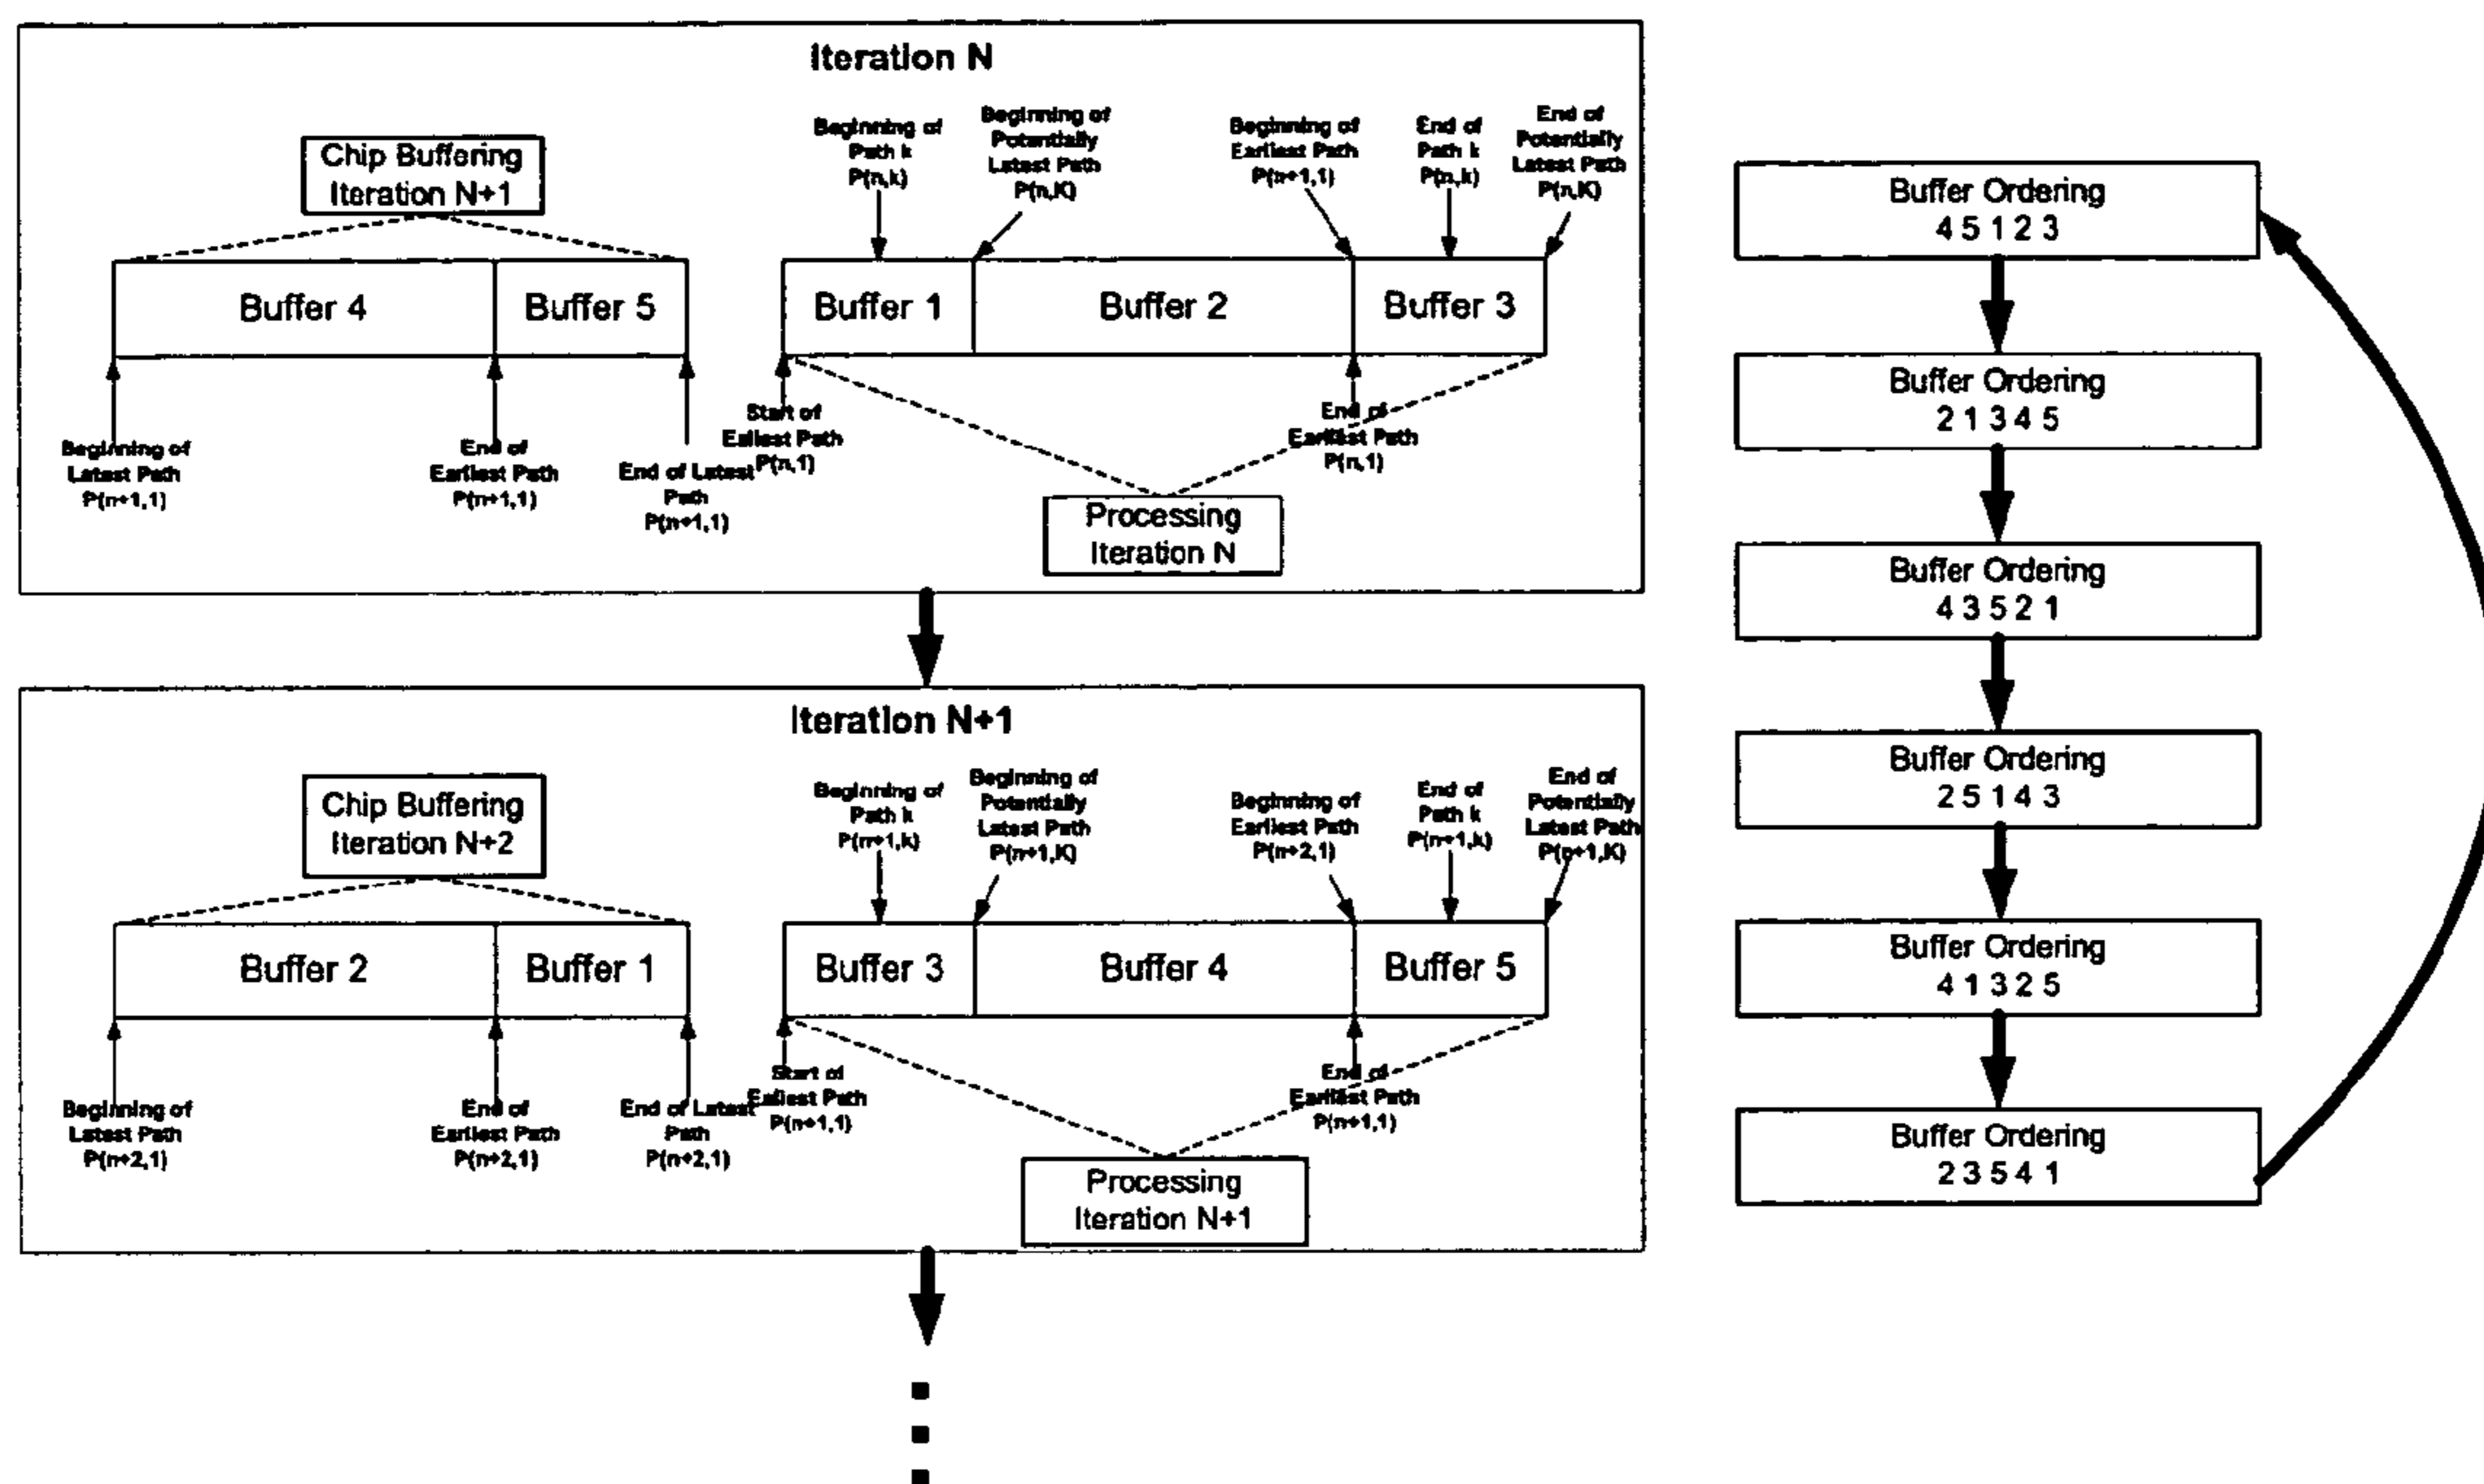 Iteration N
Chip Buffering
Iteration N+1
Beginning of
Path k
P(n,k)
Beginning of
Potentially
Latest Path
P(n,K)
Beginning of
Earliest Path
P(n+1,1)
End of
Path k
P(n,k)
End of
Potentially
Latest Path
P(n,K)
Buffer 4
Buffer 5
Buffer 1
Buffer 2
Buffer 3
Beginning of
Latest Path
P(n+1,1)
End of
Earliest Path
P(n+1,1)
End of Latest
Path
P(n+1,1)
Start of
Earliest Path
P(n,1)
End of
Earliest Path
P(n,1)
Processing
Iteration N
Iteration N+1
Chip Buffering
Iteration N+2
Beginning of
Path k
P(n+1,k)
Beginning of
Potentially
Latest Path
P(n+1,K)
Beginning of
Earliest Path
P(n+2,1)
End of
Path k
P(n+1,k)
End of
Potentially
Latest Path
P(n+1,K)
Buffer 2
Buffer 1
Buffer 3
Buffer 4
Buffer 5
Beginning of
Latest Path
P(n+2,1)
End of
Earliest Path
P(n+2,1)
End of Latest
Path
P(n+2,1)
Start of
Earliest Path
P(n+1,1)
End of
Earliest Path
P(n+1,1)
Processing
Iteration N+1
Buffer Ordering
4 5 1 2 3
Buffer Ordering
2 1 3 4 5
Buffer Ordering
4 3 5 2 1
Buffer Ordering
2 5 1 4 3
Buffer Ordering
4 1 3 2 5
Buffer Ordering
2 3 5 4 1